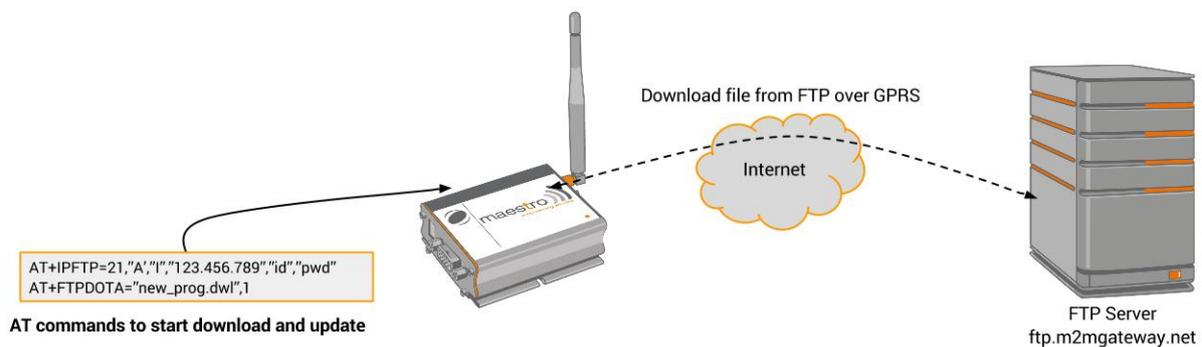 Download file from FTP over GPRS
Internet
maestro
AT+IPFTP=21,"A',"I","123.456.789","id","pwd"
AT+FTPDOTA="new_prog.dwl",1
AT commands to start download and update
FTP Server
ftp.m2mgateway.net